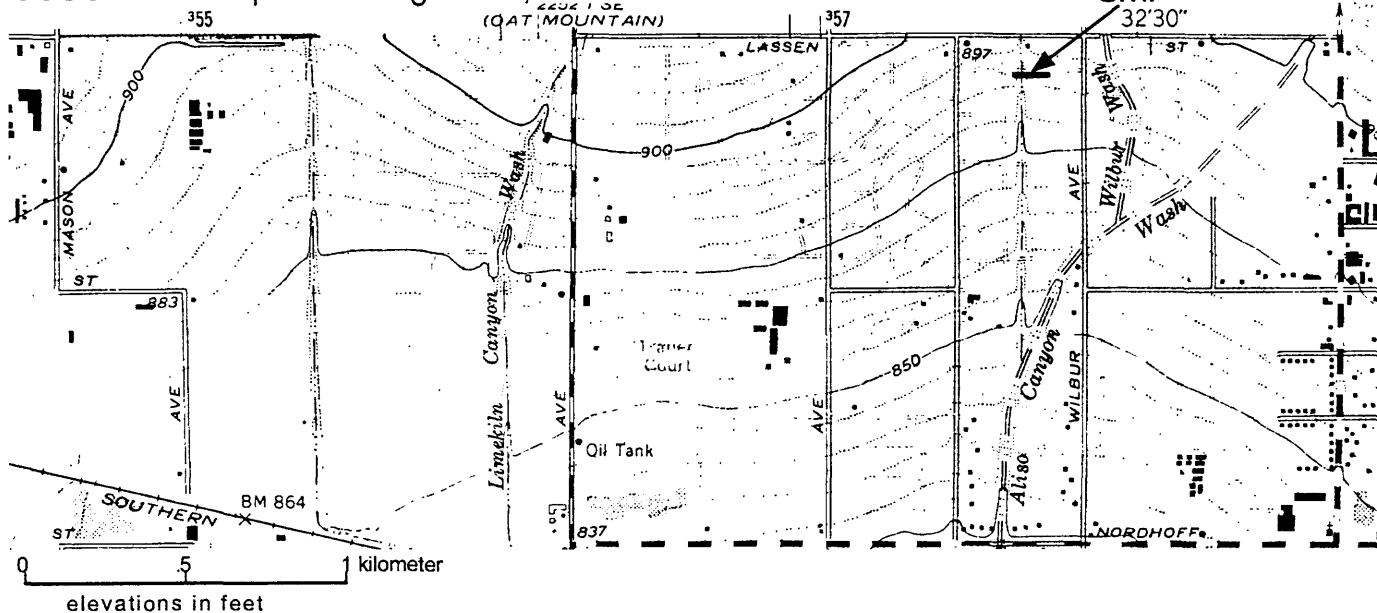 355
2252 I SE
(OAT MOUNTAIN)
357
32'30"
LASSEN
897
ST
900
AVE
MASON
Wash
900
AVE
Wash
Wilbur
Wash
ST
883
Canyon
Canyon
850
WILBUR
AVE
Court
AVE
AVE
Limekiln
Oil Tank
Aliso
SOUTHERN
BM 864
ST
837
NORDHOFF
0 .5 1 kilometer
elevations in feet